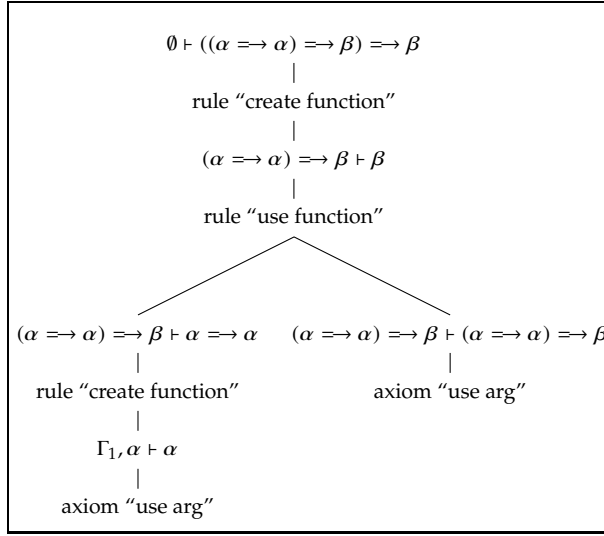 ∅ ⊢ ((α =→ α) =→ β) =→ β
rule “create function”
(α =→ α) =→ β ⊢ β
rule “use function”
(α =→ α) =→ β ⊢ α =→ α (α =→ α) =→ β ⊢ (α =→ α) =→ β
rule “create function” axiom “use arg”
Γ₁, α ⊢ α
axiom “use arg”